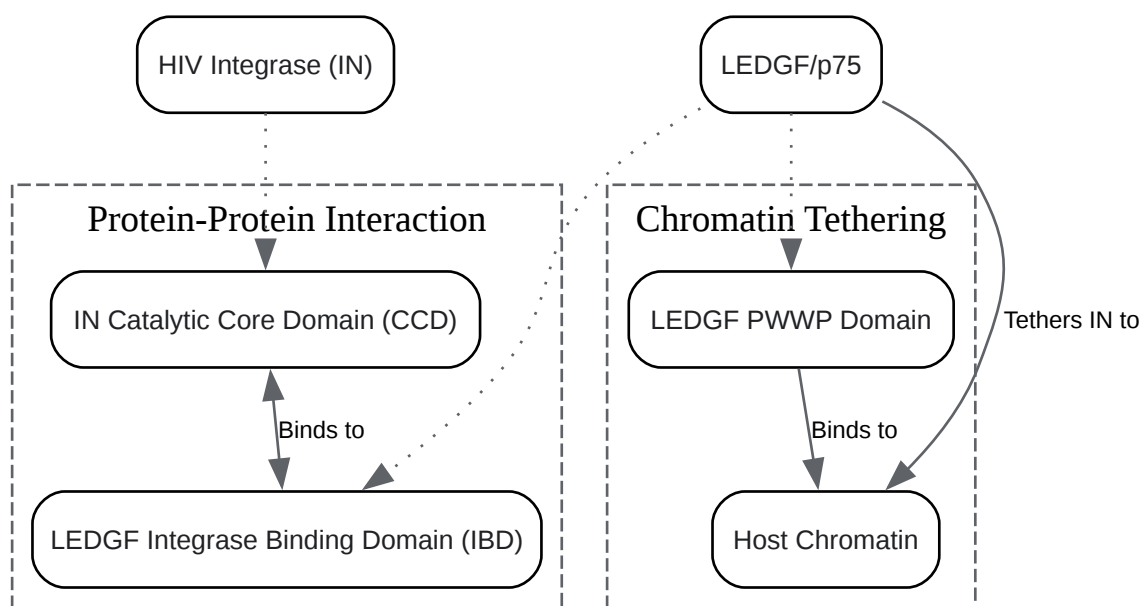 HIV Integrase (IN)
LEDGF/p75
Protein-Protein Interaction
Chromatin Tethering
IN Catalytic Core Domain (CCD)
LEDGF PWWP Domain
Tethers IN to
Binds to
Binds to
LEDGF Integrase Binding Domain (IBD)
Host Chromatin